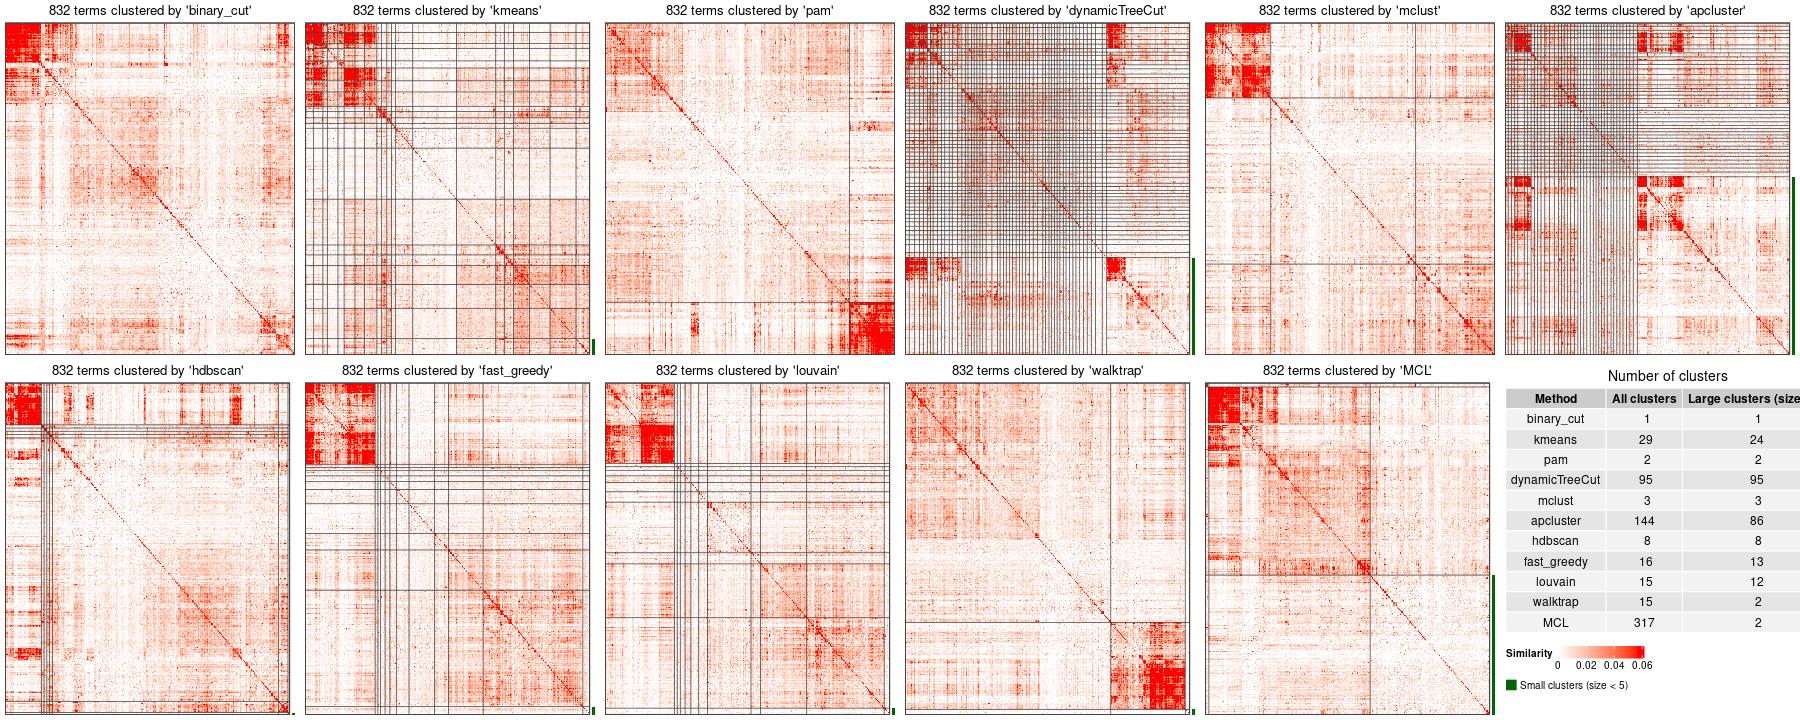 832 terms clustered by 'binary_cut'
832 terms clustered by 'kmeans'
832 terms clustered by 'pam'
832 terms clustered by 'dynamicTreeCut'
832 terms clustered by 'mclust'
832 terms clustered by 'apcluster'
832 terms clustered by 'hdbscan'
832 terms clustered by 'fast_greedy'
832 terms clustered by 'louvain'
832 terms clustered by 'walktrap'
832 terms clustered by 'MCL'
Number of clusters
Method All clusters Large clusters (size
binary_cut 1 1
kmeans 29 24
pam 2 2
dynamicTreeCut 95 95
mclust 3 3
apcluster 144 86
hdbscan 8 8
fast_greedy 16 13
louvain 15 12
walktrap 15 2
MCL 317 2
Similarity
0 0.02 0.04 0.06
Small clusters (size < 5)